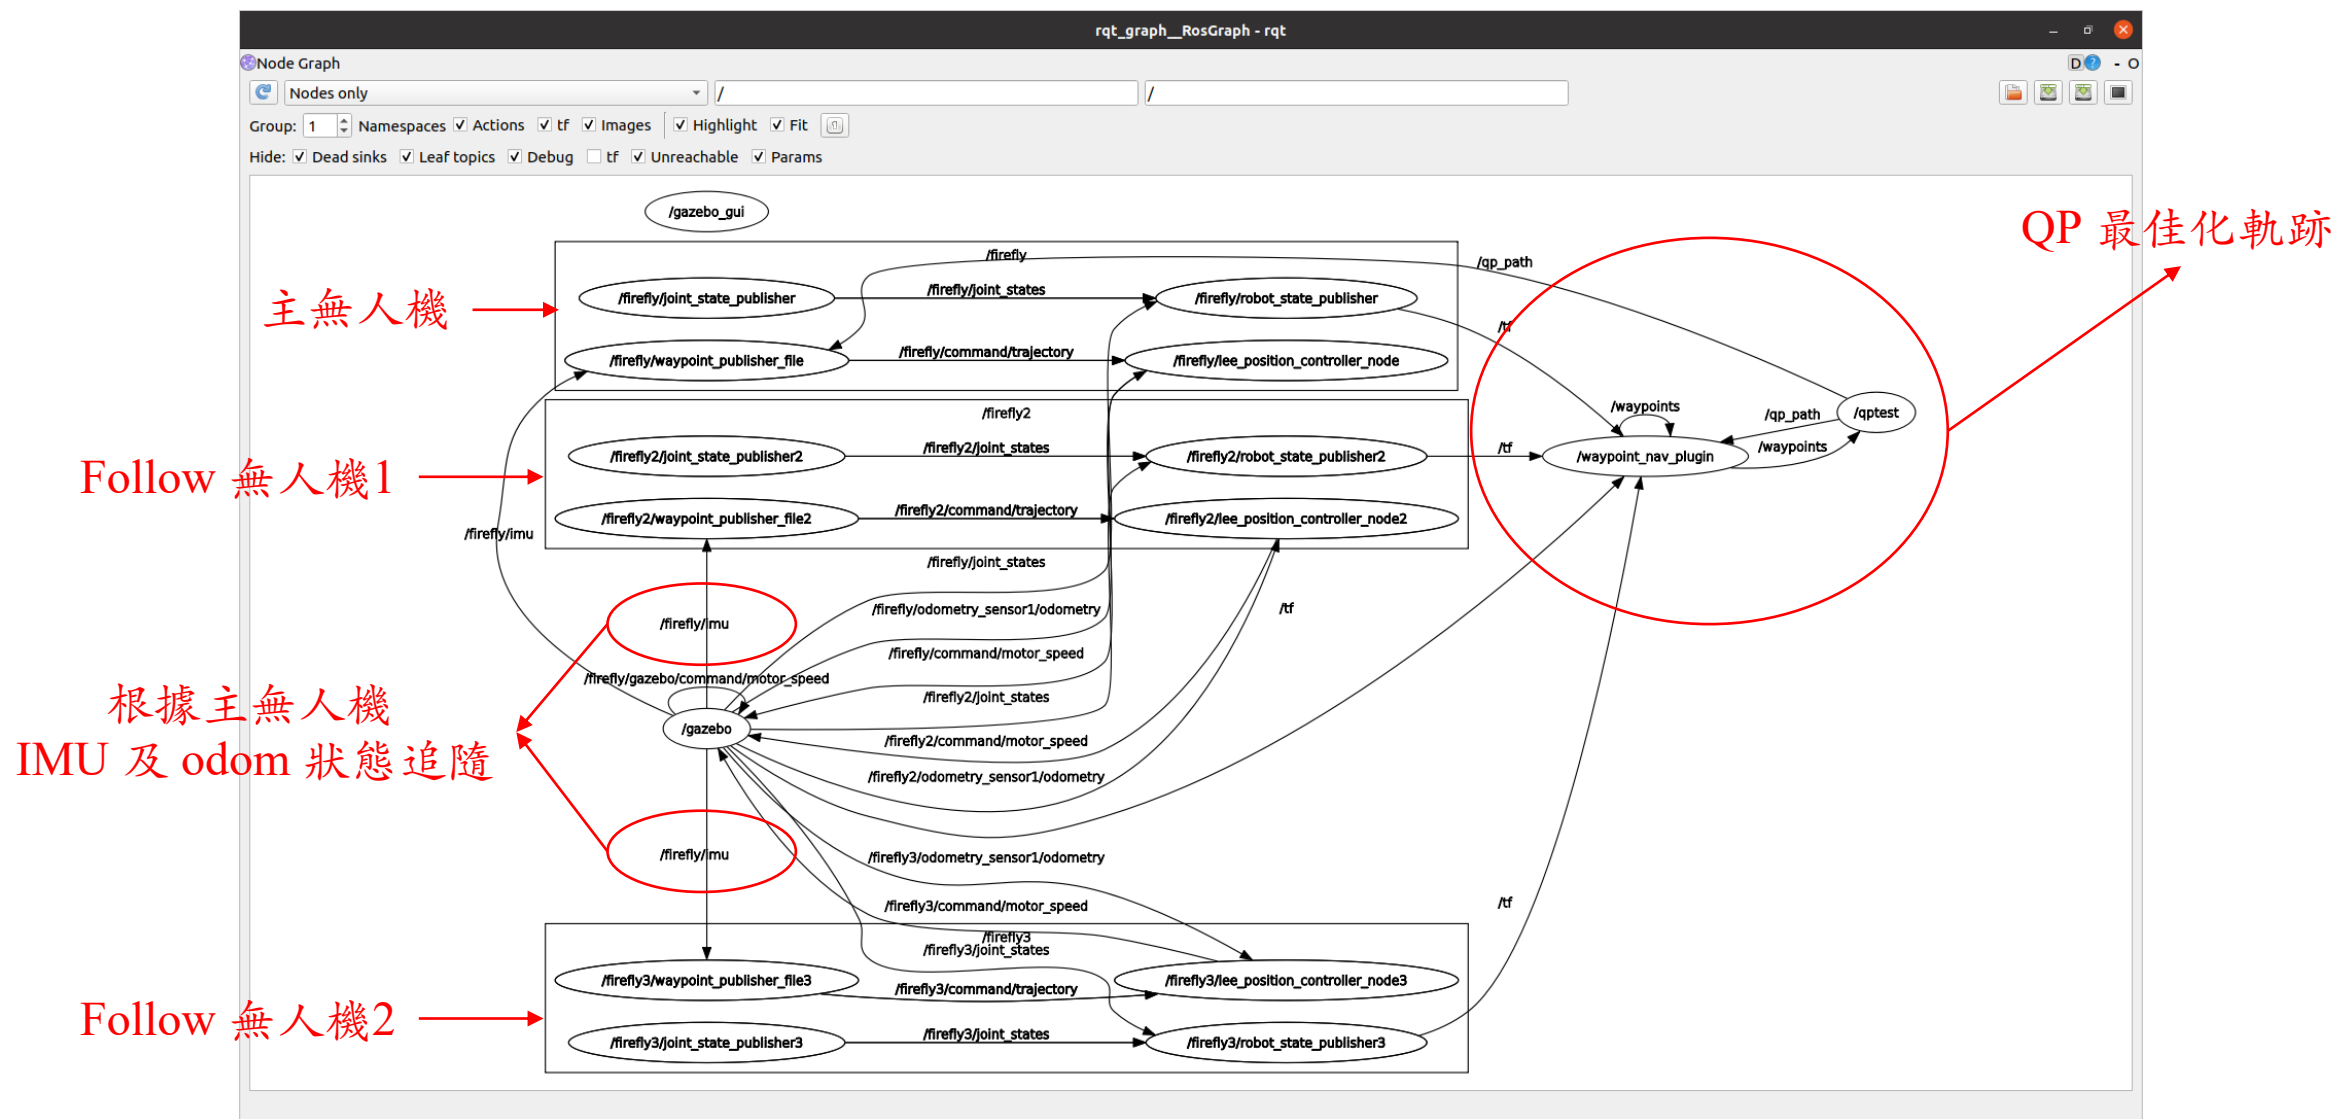 rqt_graph__RosGraph - rqt
Node Graph
D ? - O
Nodes only
/
/
Group: 1 Namespaces Actions tf Images Highlight Fit
Hide: Dead sinks Leaf topics Debug tf Unreachable Params
/gazebo_gui
QP 最佳化軌跡
/firefly
/qp_path
主無人機
/firefly/joint_state_publisher
/firefly/joint_states
/firefly/robot_state_publisher
/tf
/firefly/waypoint_publisher_file
/firefly/command/trajectory
/firefly/lee_position_controller_node
/firefly2
/waypoints
/qp_path
/qptest
Follow 無人機1
/firefly2/joint_state_publisher2
/firefly2/joint_states
/firefly2/robot_state_publisher2
/tf
/waypoint_nav_plugin
/waypoints
/firefly2/waypoint_publisher_file2
/firefly2/command/trajectory
/firefly2/lee_position_controller_node2
/firefly/imu
/firefly/joint_states
/firefly/odometry_sensor1/odometry
/tf
/firefly/imu
/firefly/command/motor_speed
/firefly/gazebo/command/motor_speed
/firefly2/joint_states
根據主無人機
IMU 及 odom 狀態追隨
/gazebo
/firefly2/command/motor_speed
/firefly2/odometry_sensor1/odometry
/firefly/imu
/firefly3/odometry_sensor1/odometry
/firefly3/command/motor_speed
/tf
/firefly3
/firefly3/joint_states
/firefly3/waypoint_publisher_file3
/firefly3/command/trajectory
/firefly3/lee_position_controller_node3
Follow 無人機2
/firefly3/joint_state_publisher3
/firefly3/joint_states
/firefly3/robot_state_publisher3